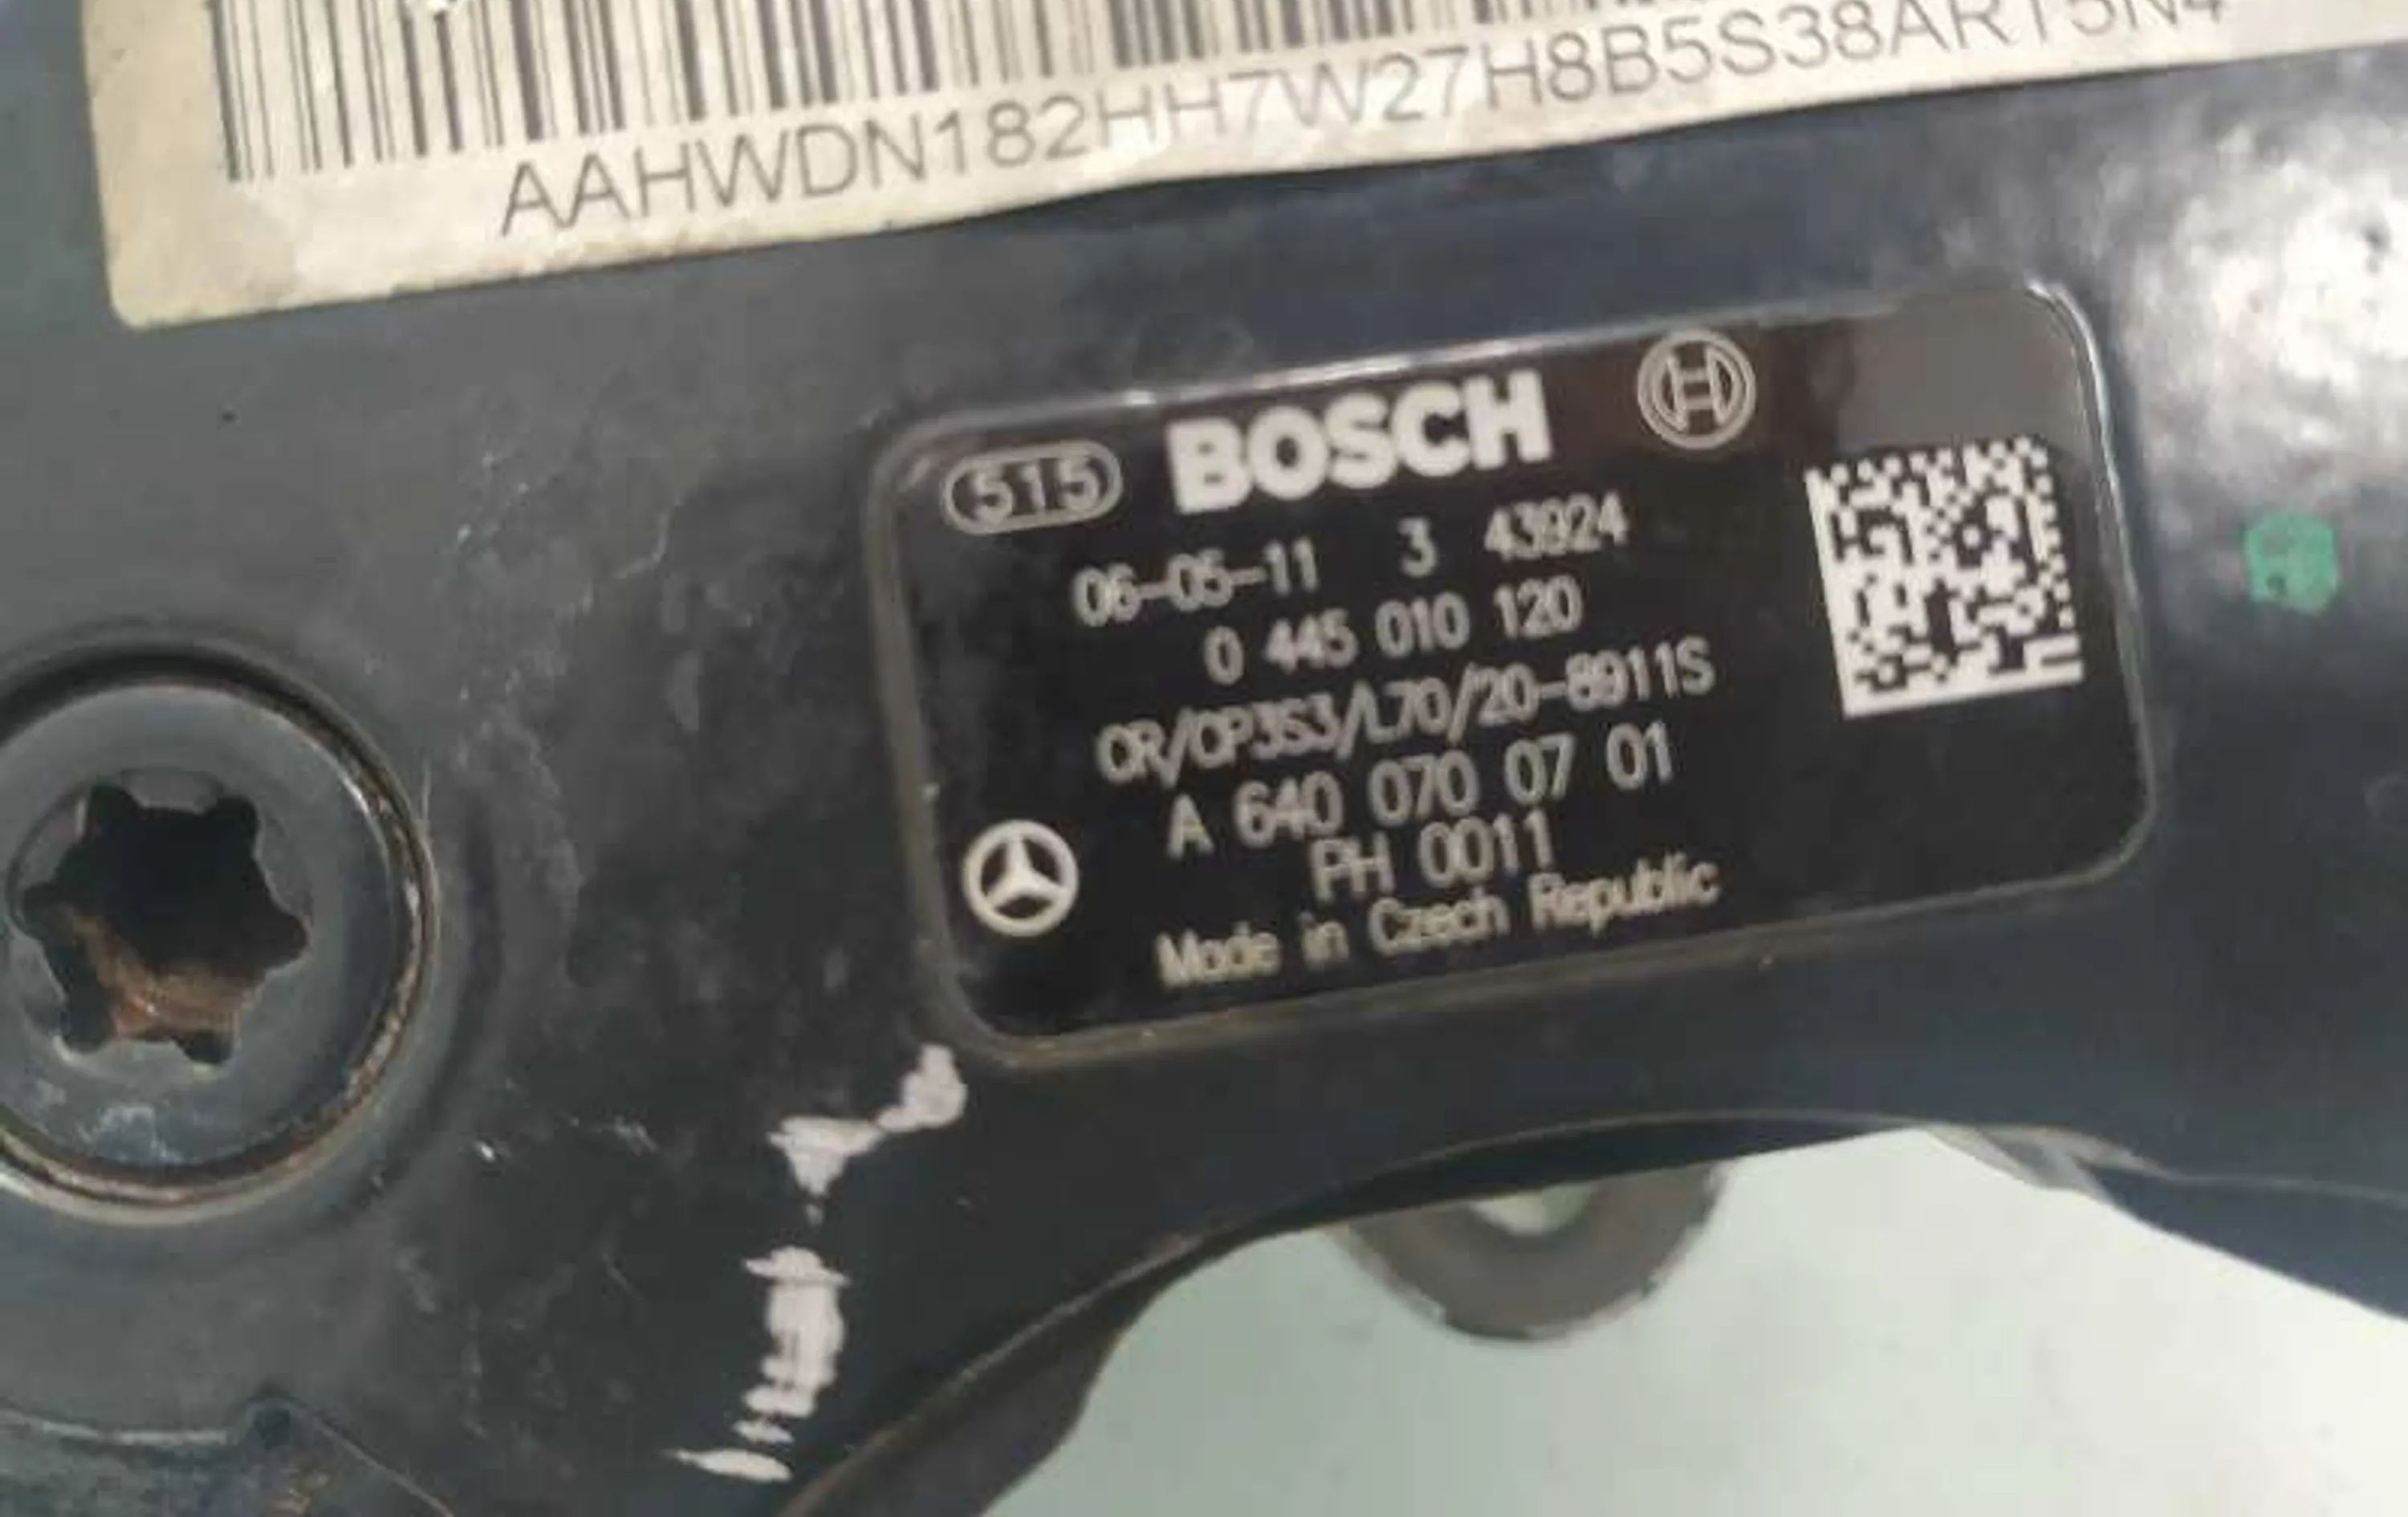 AAHWDN182HH7W27H8B5S38AR15N4
515 BOSCH
06-05-11 3 43924
0 445 010 120
CR/CP3S3/L70/20-8911S
A 640 070 07 01
PH 0011
Made in Czech Republic